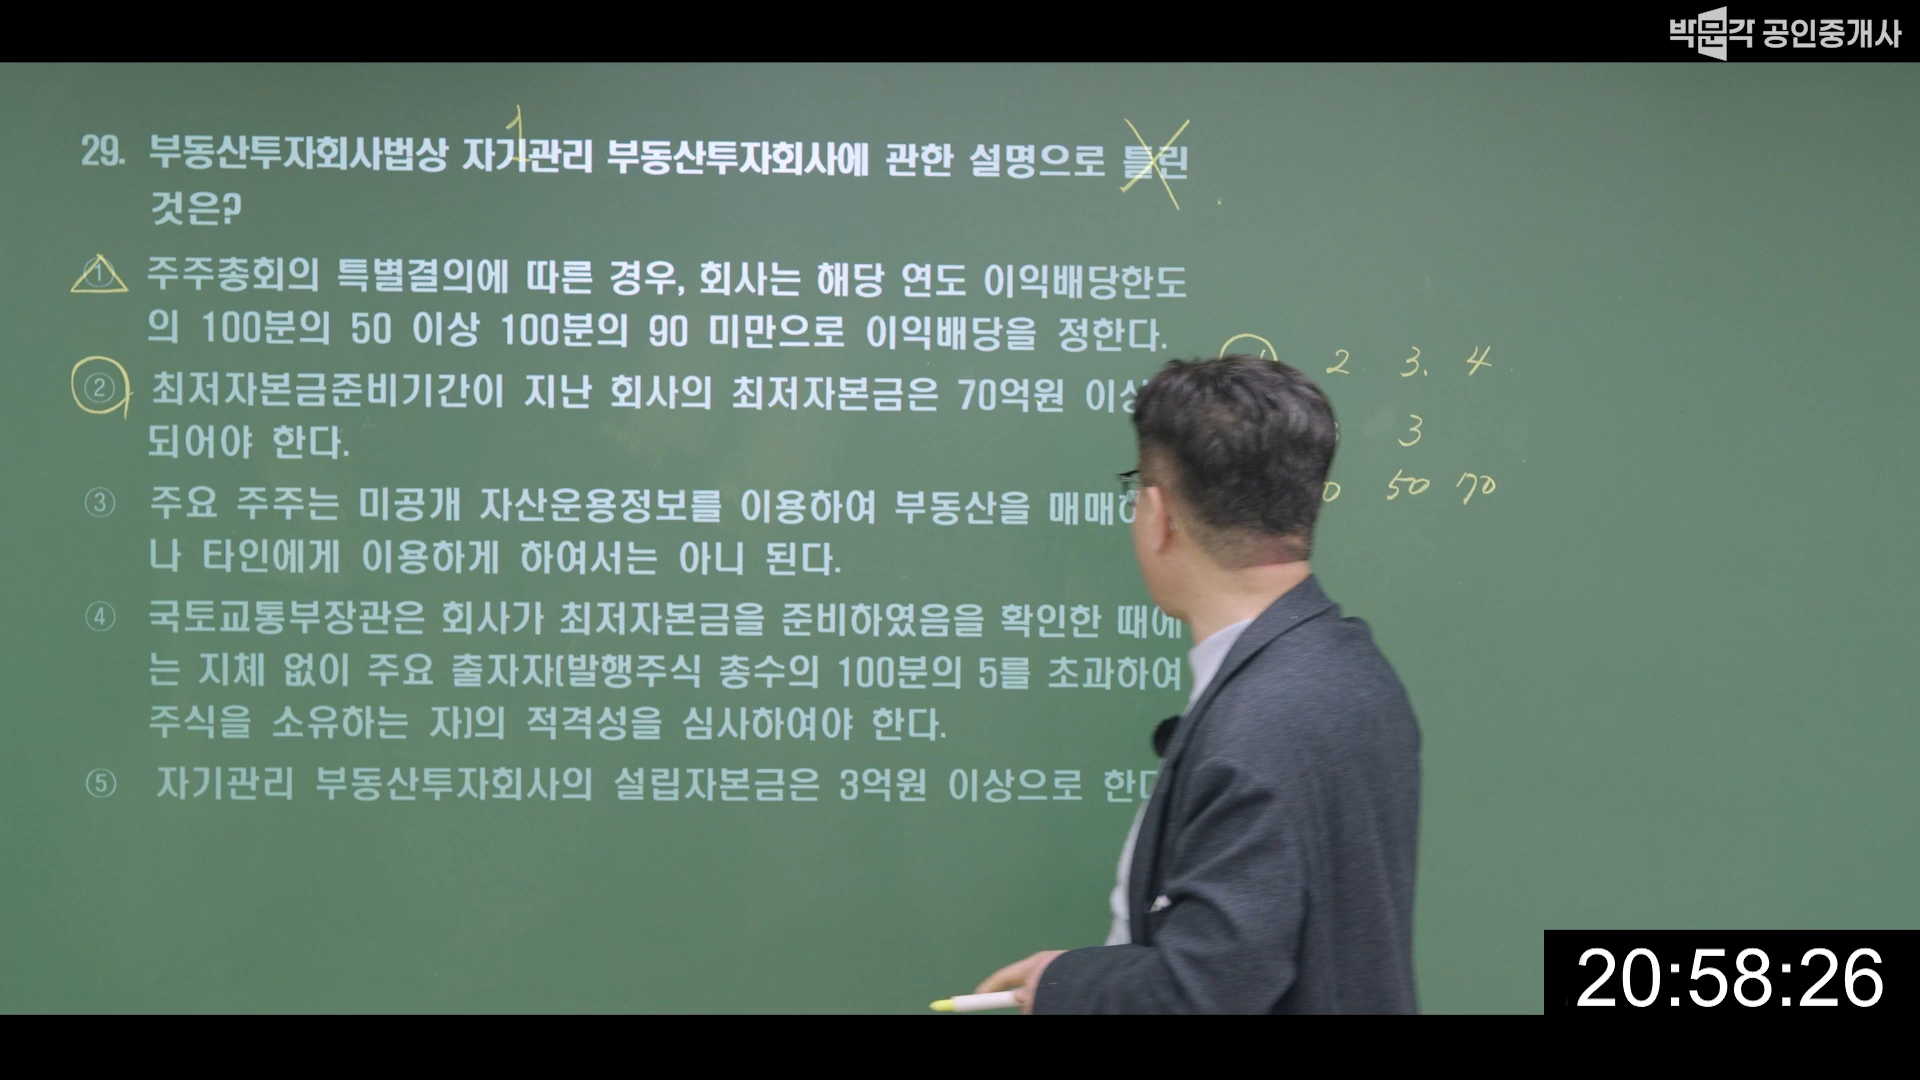 박문각 공인중개사
1
29. 부동산투자회사법상 자기관리 부동산투자회사에 관한 설명으로 틀린
것은?
① 주주총회의 특별결의에 따른 경우, 회사는 해당 연도 이익배당한도
의 100분의 50 이상 100분의 90 미만으로 이익배당을 정한다.
② 최저자본금준비기간이 지난 회사의 최저자본금은 70억원
되어야 한다.
③ 주요 주주는 미공개 자산운용정보를 이용하여 부동산을
나 타인에게 이용하게 하여서는 아니 된다.
④ 국토교통부장관은 회사가 최저자본금을 준비하였음을 확인한 때에
는 지체 없이 주요 출자자(발행주식 총수의 100분의 5를 초과하여
주식을 소유하는 자)의 적격성을 심사하여야 한다.
⑤ 자기관리 부동산투자회사의 설립자본금은 3억원 이상으로
2 3. 4
3
50 70
20:58:26